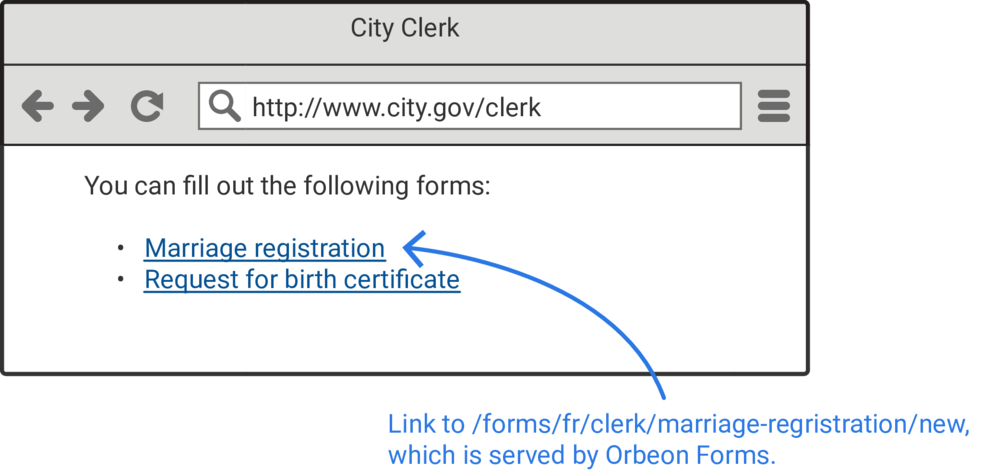 City Clerk
http://www.city.gov/clerk
You can fill out the following forms:
• Marriage registration
• Request for birth certificate
Link to /forms/fr/clerk/marriage-regristration/new,
which is served by Orbeon Forms.